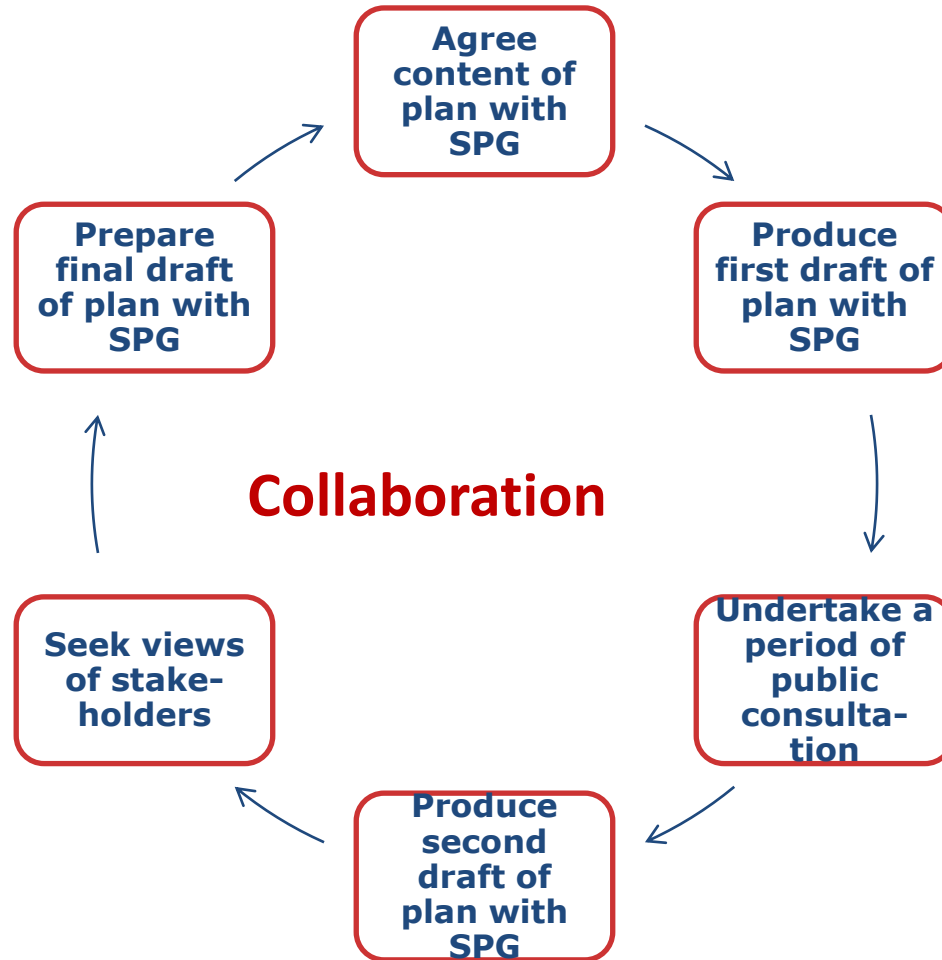 Agree
content of
plan with
SPG
Produce
first draft of
plan with
SPG
Undertake a
period of
public
consulta-
tion
Produce
second
draft of
plan with
SPG
Seek views
of stake-
holders
Prepare
final draft
of plan with
SPG
Collaboration